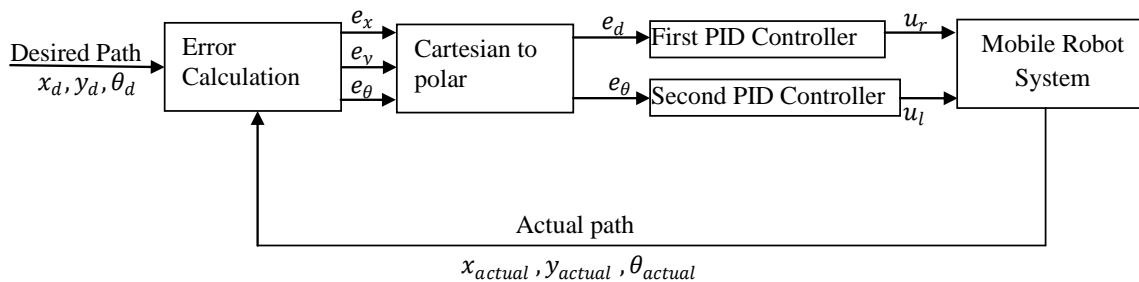 Desired Path
x_d, y_d, θ_d
Error
Calculation
e_x
e_y
e_θ
Cartesian to
polar
e_d
e_θ
First PID Controller
Second PID Controller
u_r
u_l
Mobile Robot
System
Actual path
x_actual , y_actual , θ_actual